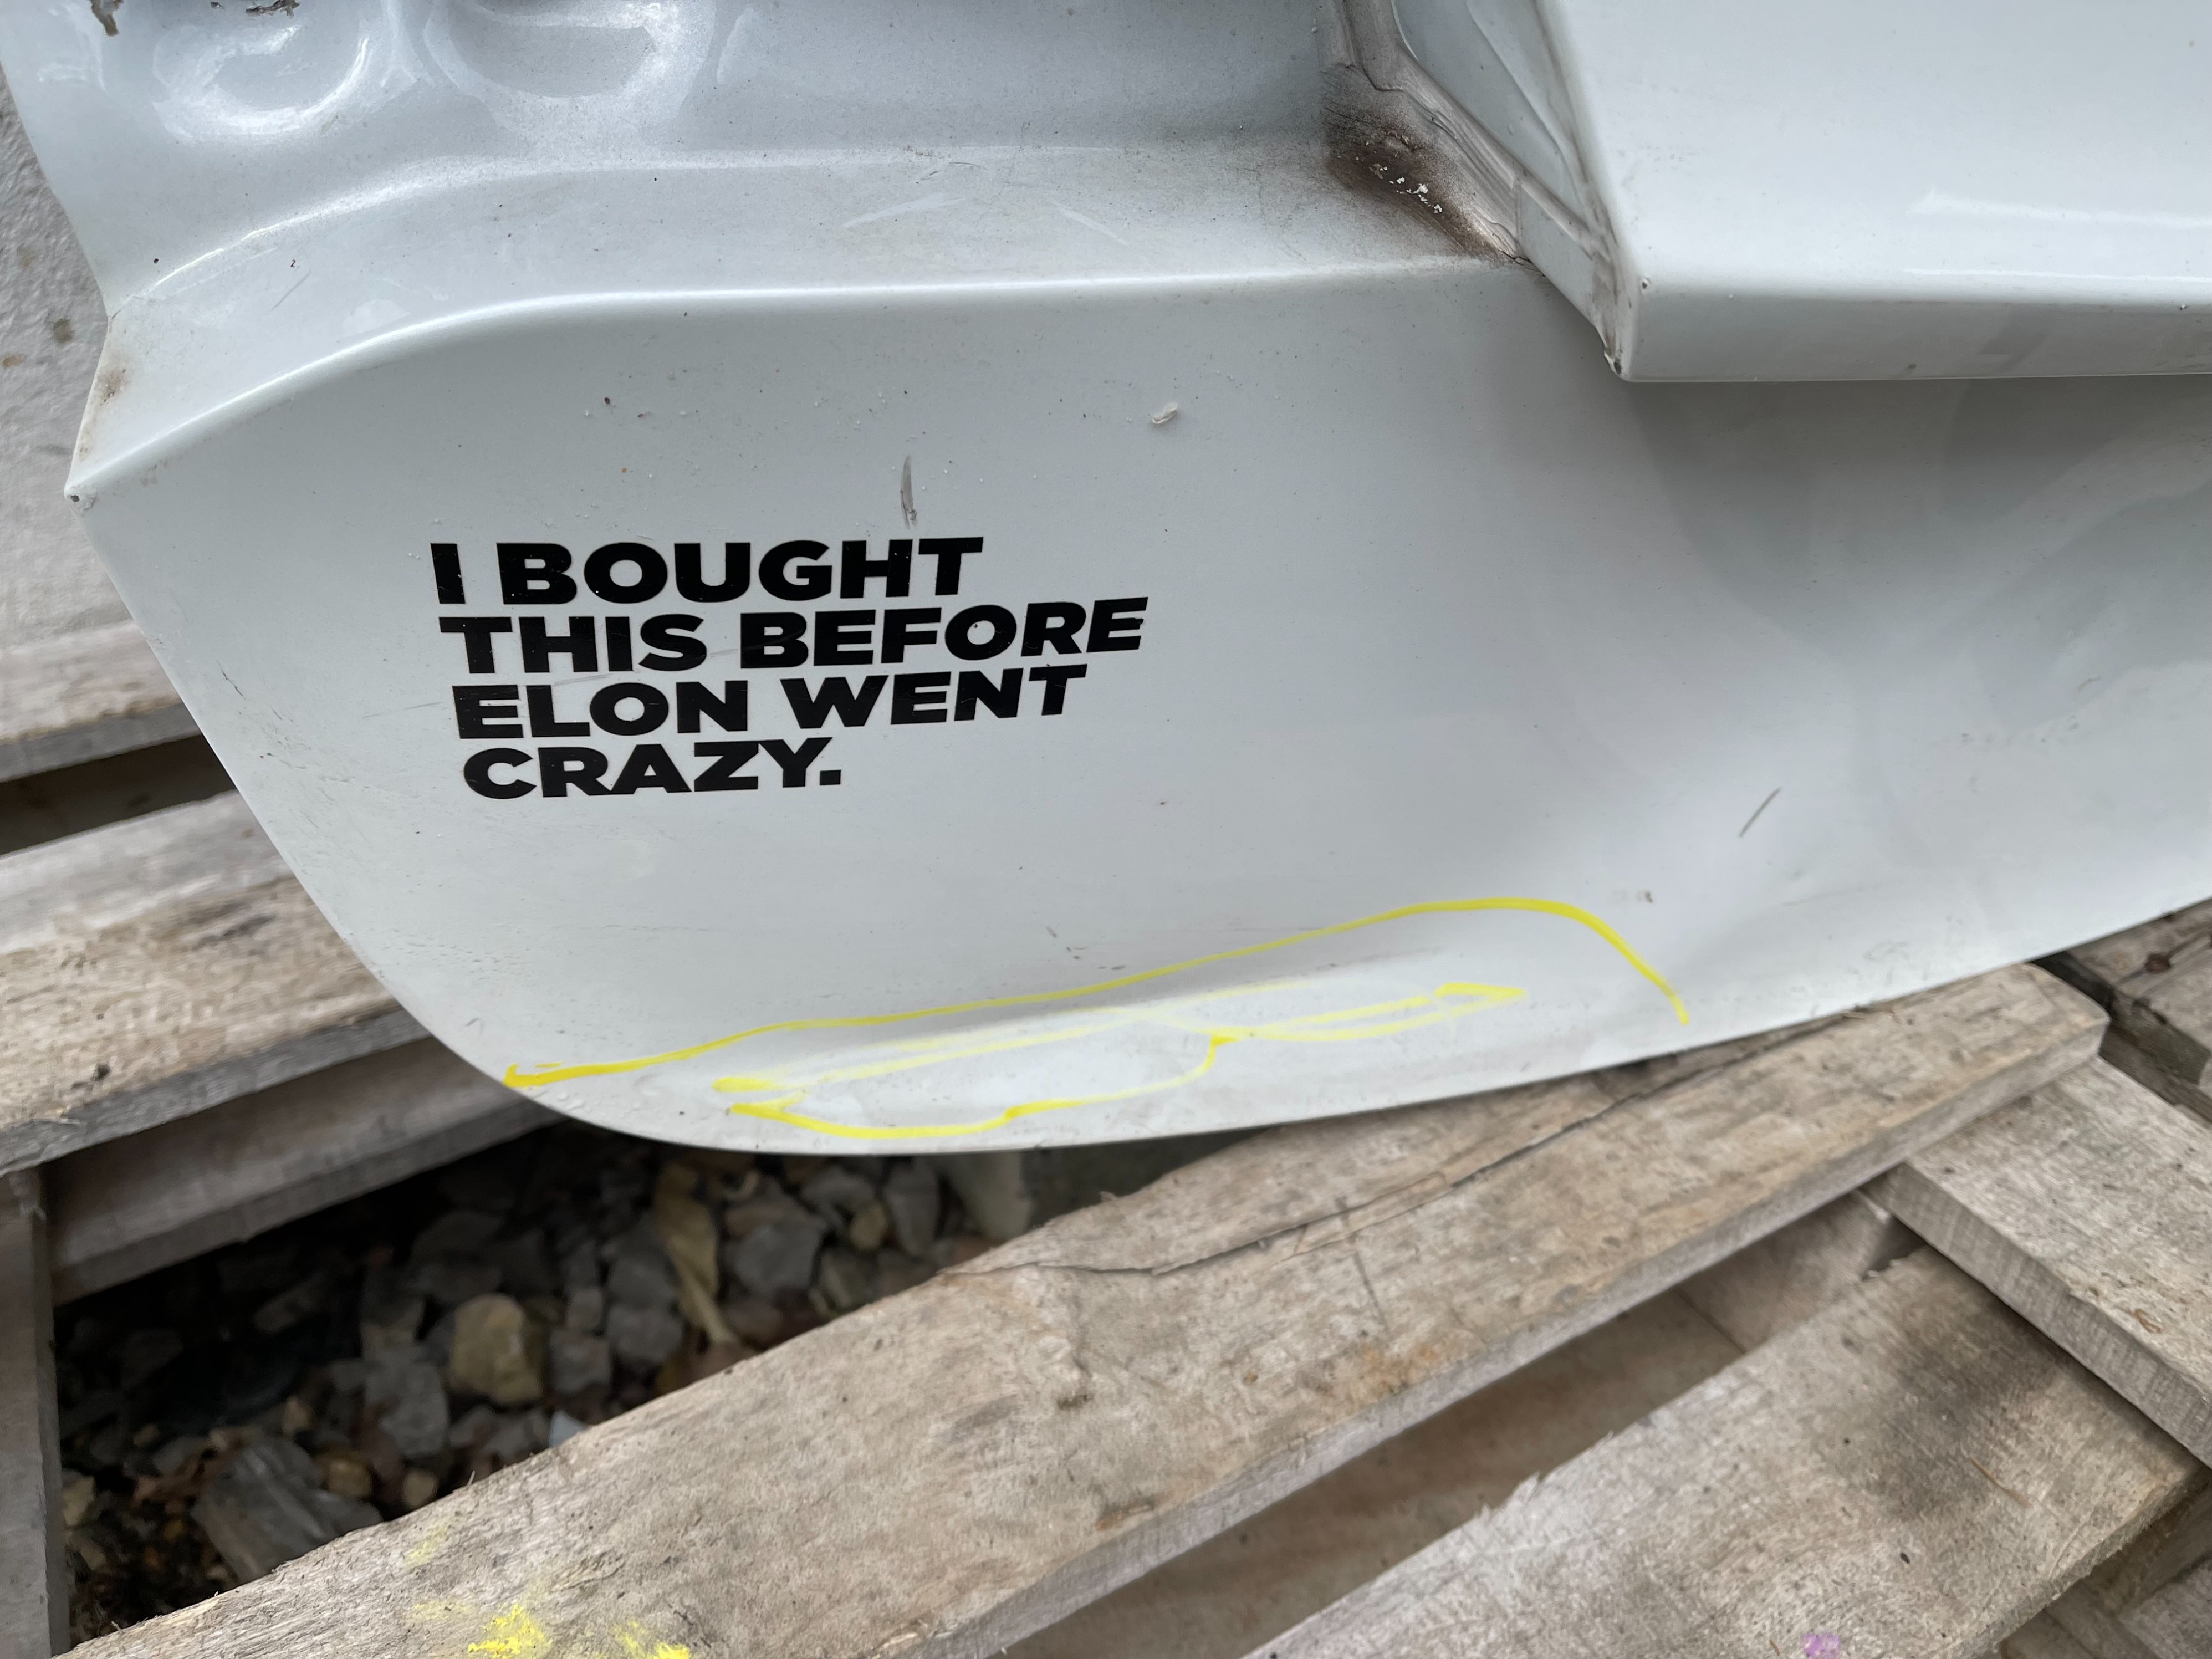 I BOUGHT
THIS BEFORE
ELON WENT
CRAZY.